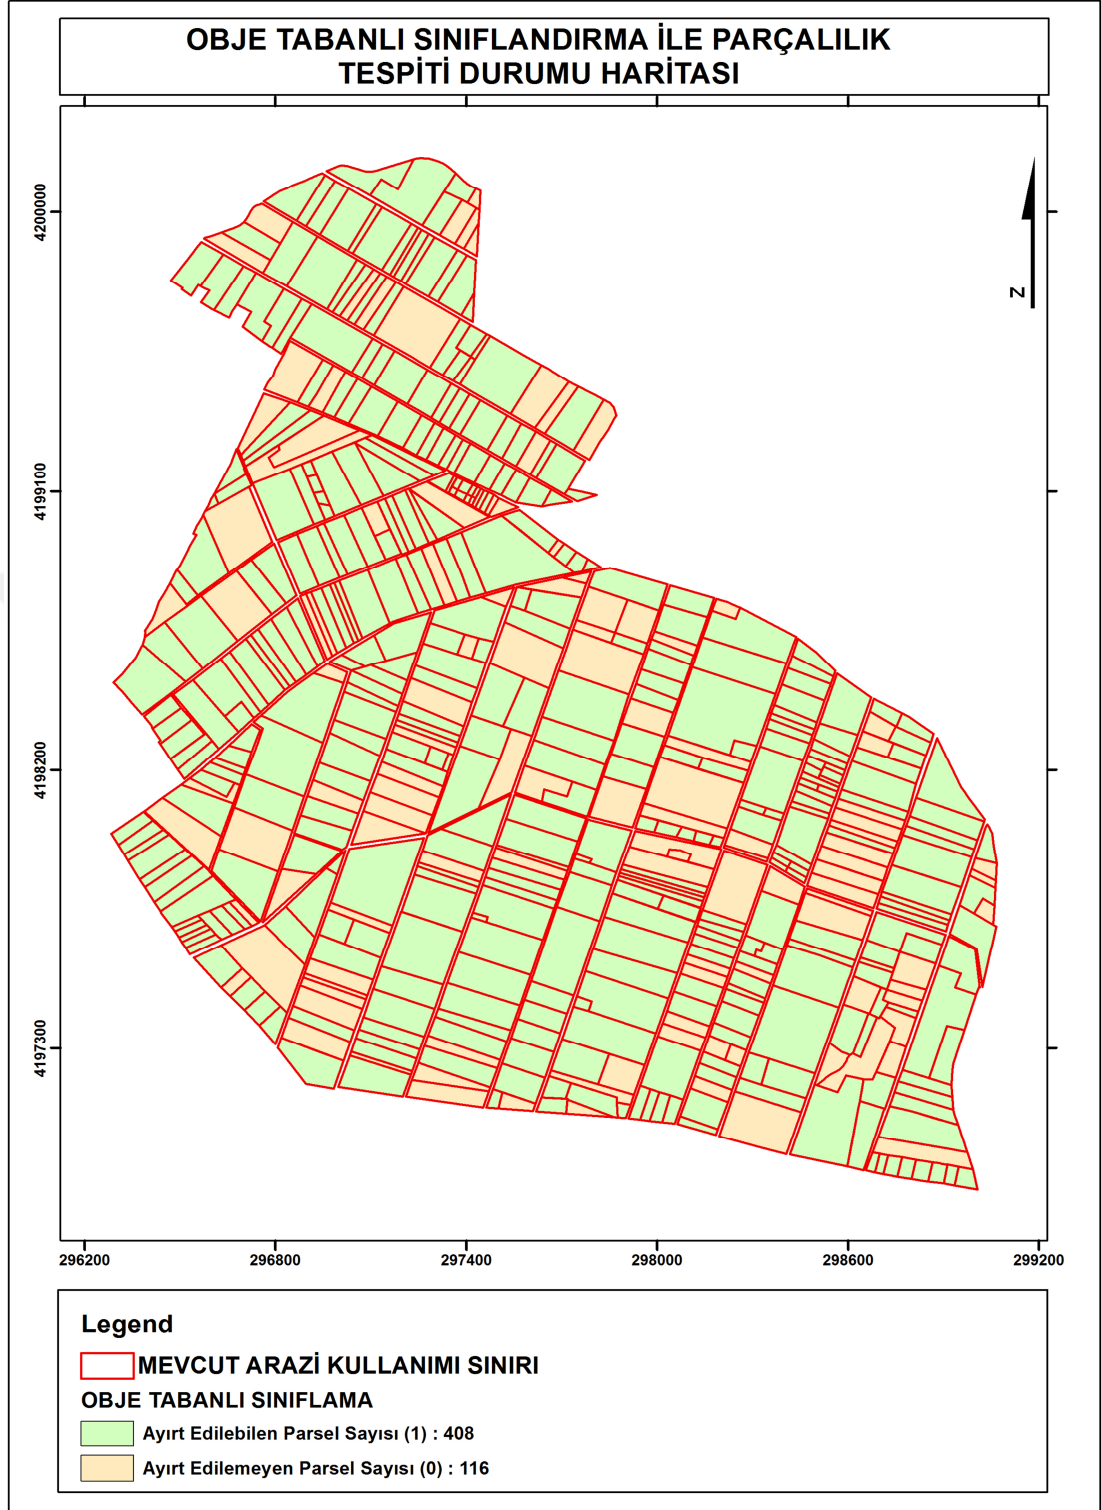 OBJE TABANLI SINIFLANDIRMA İLE PARÇALILIK
TESPİTİ DURUMU HARİTASI
4200000
4199100
4198200
4197300
N
296200 296800 297400 298000 298600 299200
Legend
MEVCUT ARAZİ KULLANIMI SINIRI
OBJE TABANLI SINIFLAMA
Ayırt Edilebilen Parsel Sayısı (1) : 408
Ayırt Edilemeyen Parsel Sayısı (0) : 116